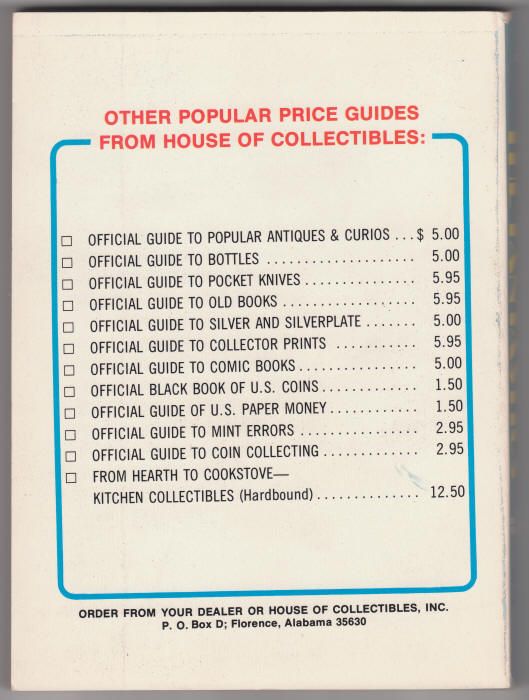 OTHER POPULAR PRICE GUIDES
FROM HOUSE OF COLLECTIBLES:
☐ OFFICIAL GUIDE TO POPULAR ANTIQUES & CURIOS ... $ 5.00
☐ OFFICIAL GUIDE TO BOTTLES .................... 5.00
☐ OFFICIAL GUIDE TO POCKET KNIVES .............. 5.95
☐ OFFICIAL GUIDE TO OLD BOOKS ................. 5.95
☐ OFFICIAL GUIDE TO SILVER AND SILVERPLATE ....... 5.00
☐ OFFICIAL GUIDE TO COLLECTOR PRINTS ........... 5.95
☐ OFFICIAL GUIDE TO COMIC BOOKS ............... 5.00
☐ OFFICIAL BLACK BOOK OF U.S. COINS ............. 1.50
☐ OFFICIAL GUIDE OF U.S. PAPER MONEY ............ 1.50
☐ OFFICIAL GUIDE TO MINT ERRORS ............... 2.95
☐ OFFICIAL GUIDE TO COIN COLLECTING ............ 2.95
☐ FROM HEARTH TO COOKSTOVE—
KITCHEN COLLECTIBLES (Hardbound) .............. 12.50
ORDER FROM YOUR DEALER OR HOUSE OF COLLECTIBLES, INC.
P. O. Box D; Florence, Alabama 35630